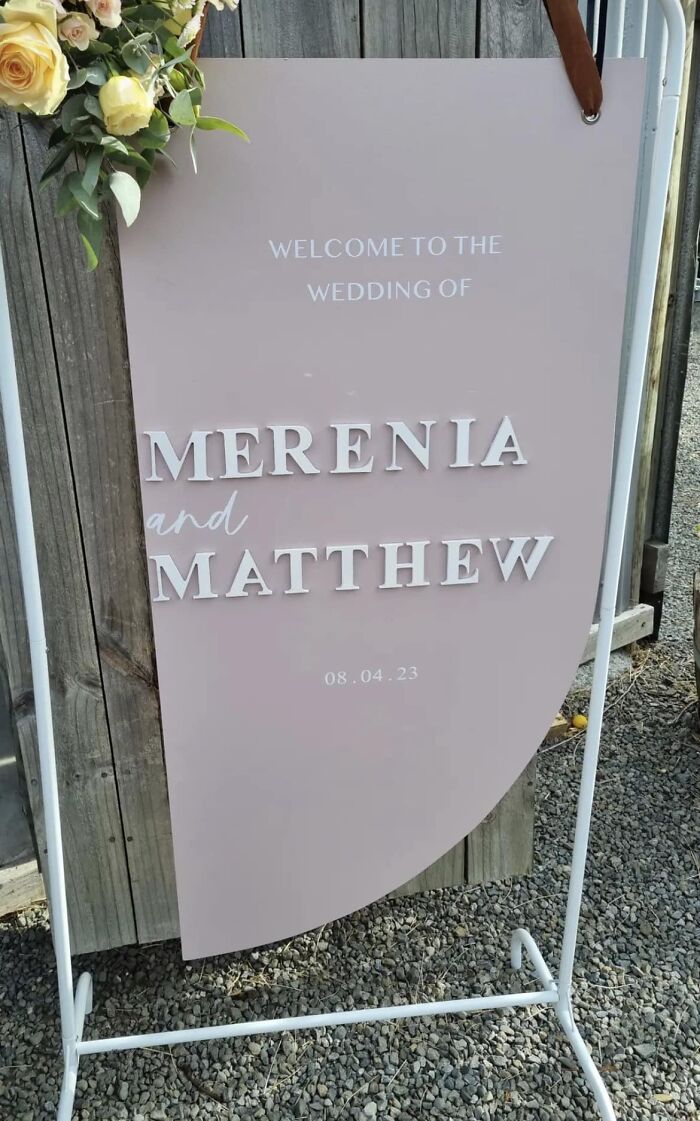 WELCOME TO THE
WEDDING OF
MERENIA
and
MATTHEW
08.04.23